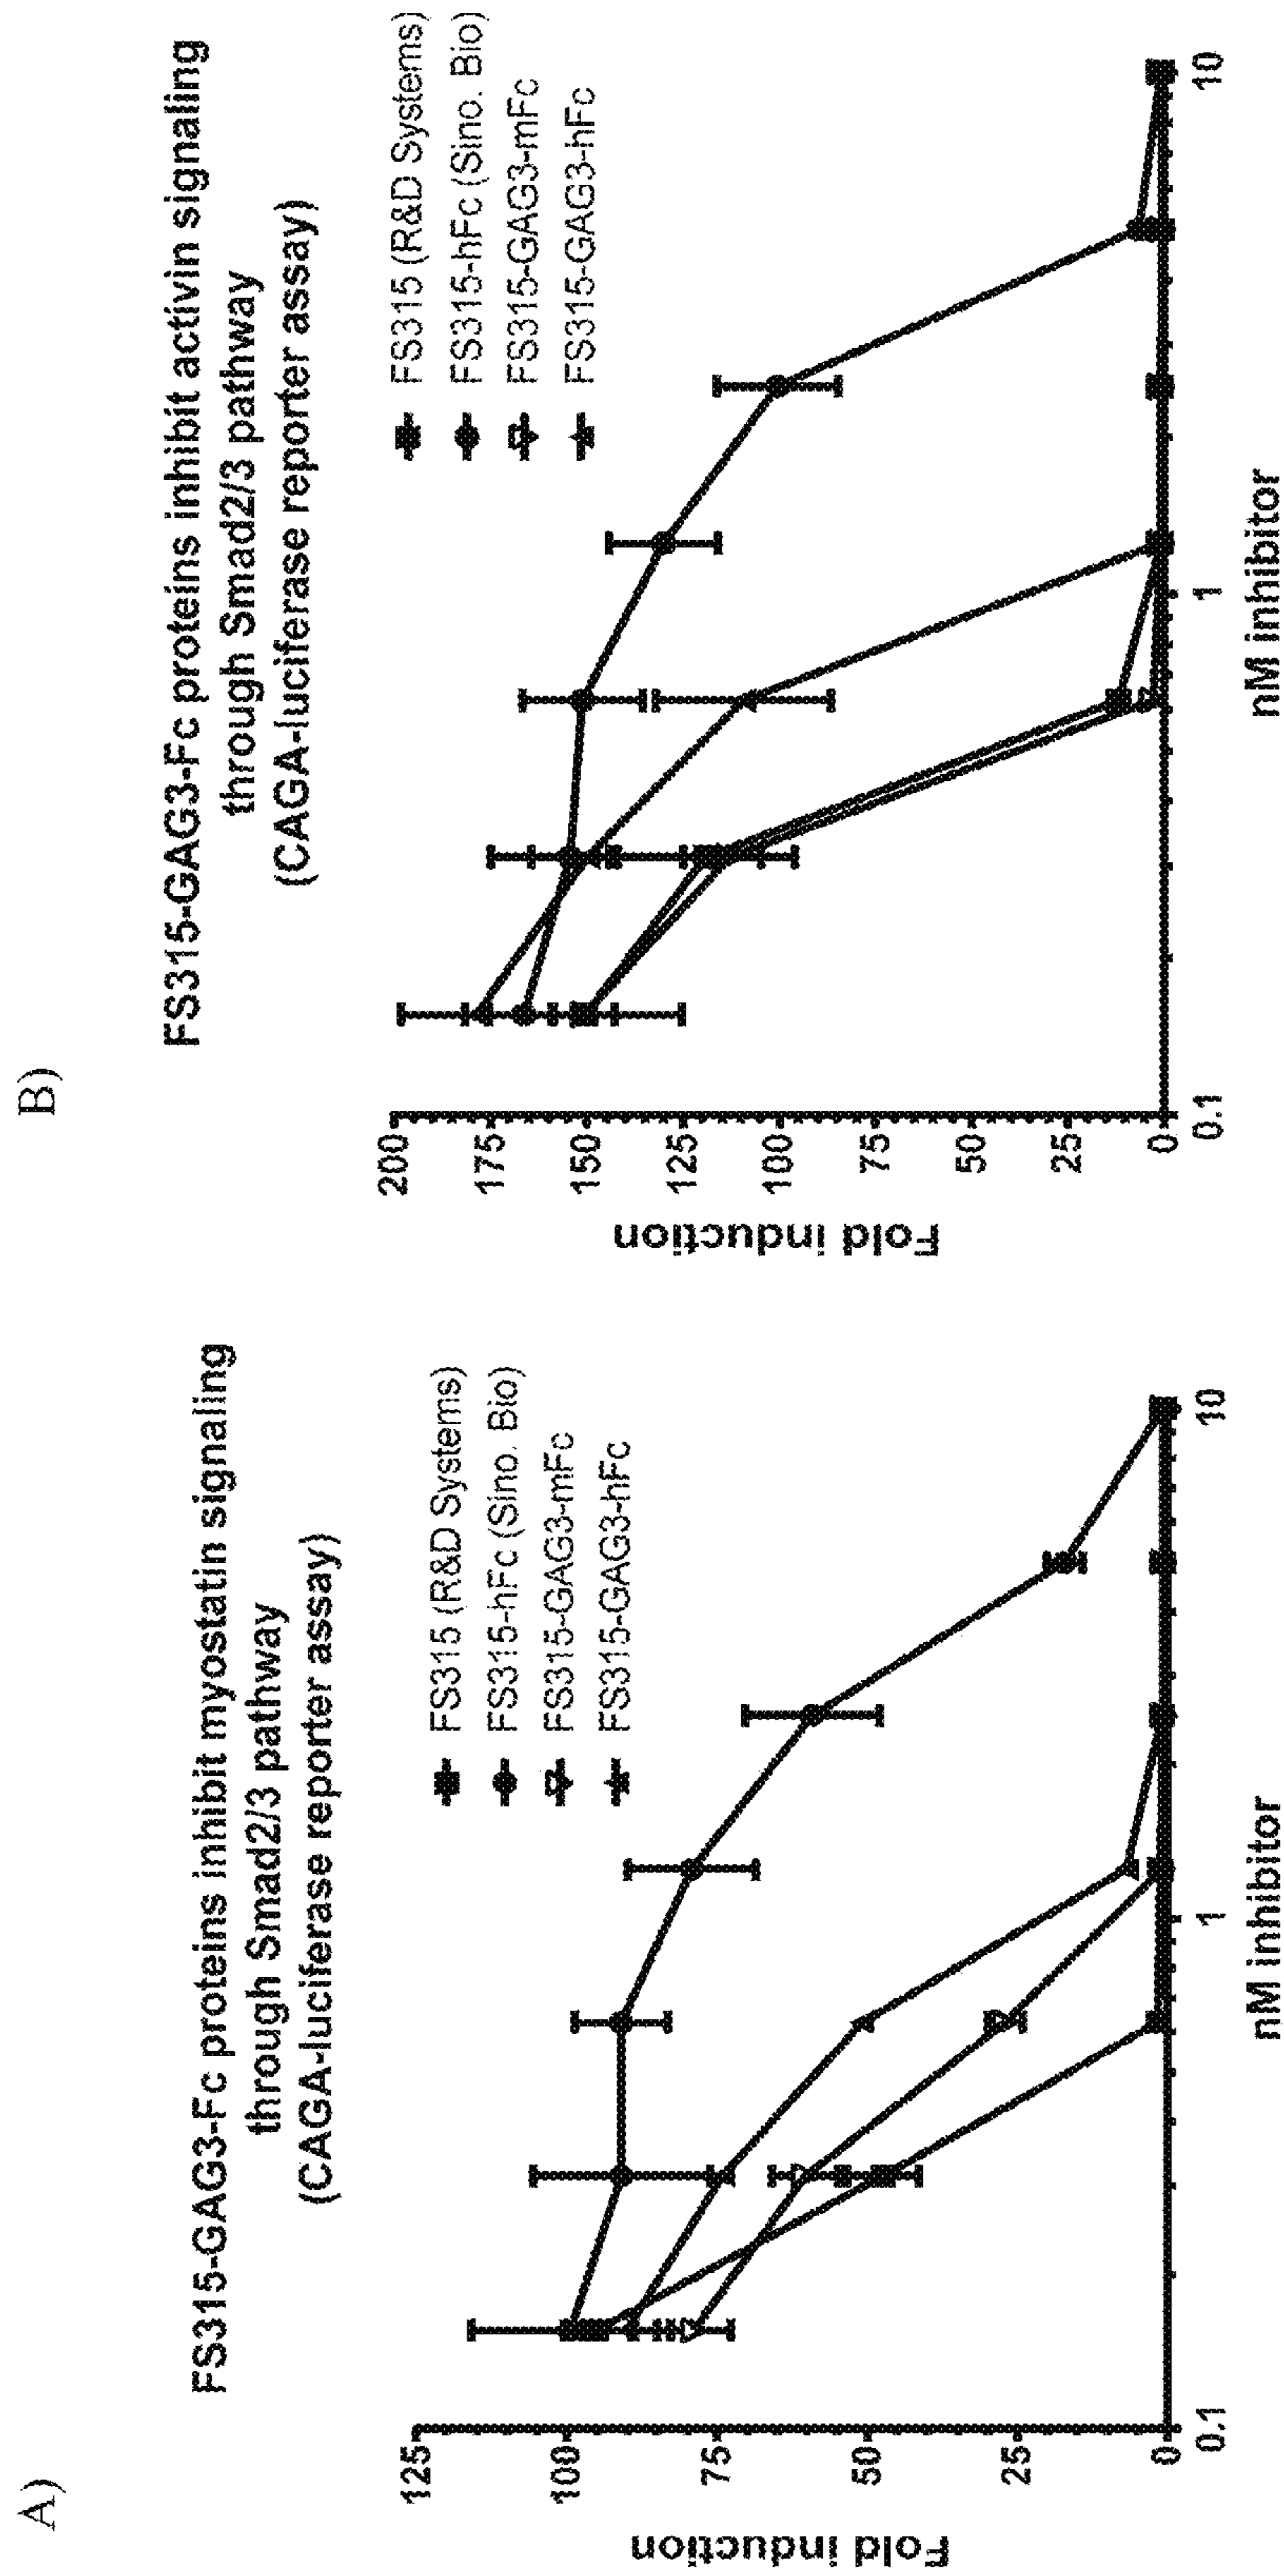 A)
FS315-GAG3-Fc proteins inhibit myostatin signaling
through Smad2/3 pathway
(CAGA-luciferase reporter assay)
FS315 (R&D Systems)
FS315-hFc (Sino. Bio)
FS315-GAG3-mFc
FS315-GAG3-hFc
Fold induction
125
100
75
50
25
0
0.1
1
10
nM inhibitor
B)
FS315-GAG3-Fc proteins inhibit activin signaling
through Smad2/3 pathway
(CAGA-luciferase reporter assay)
FS315 (R&D Systems)
FS315-hFc (Sino. Bio)
FS315-GAG3-mFc
FS315-GAG3-hFc
Fold induction
200
175
150
125
100
75
50
25
0
0.1
1
10
nM inhibitor